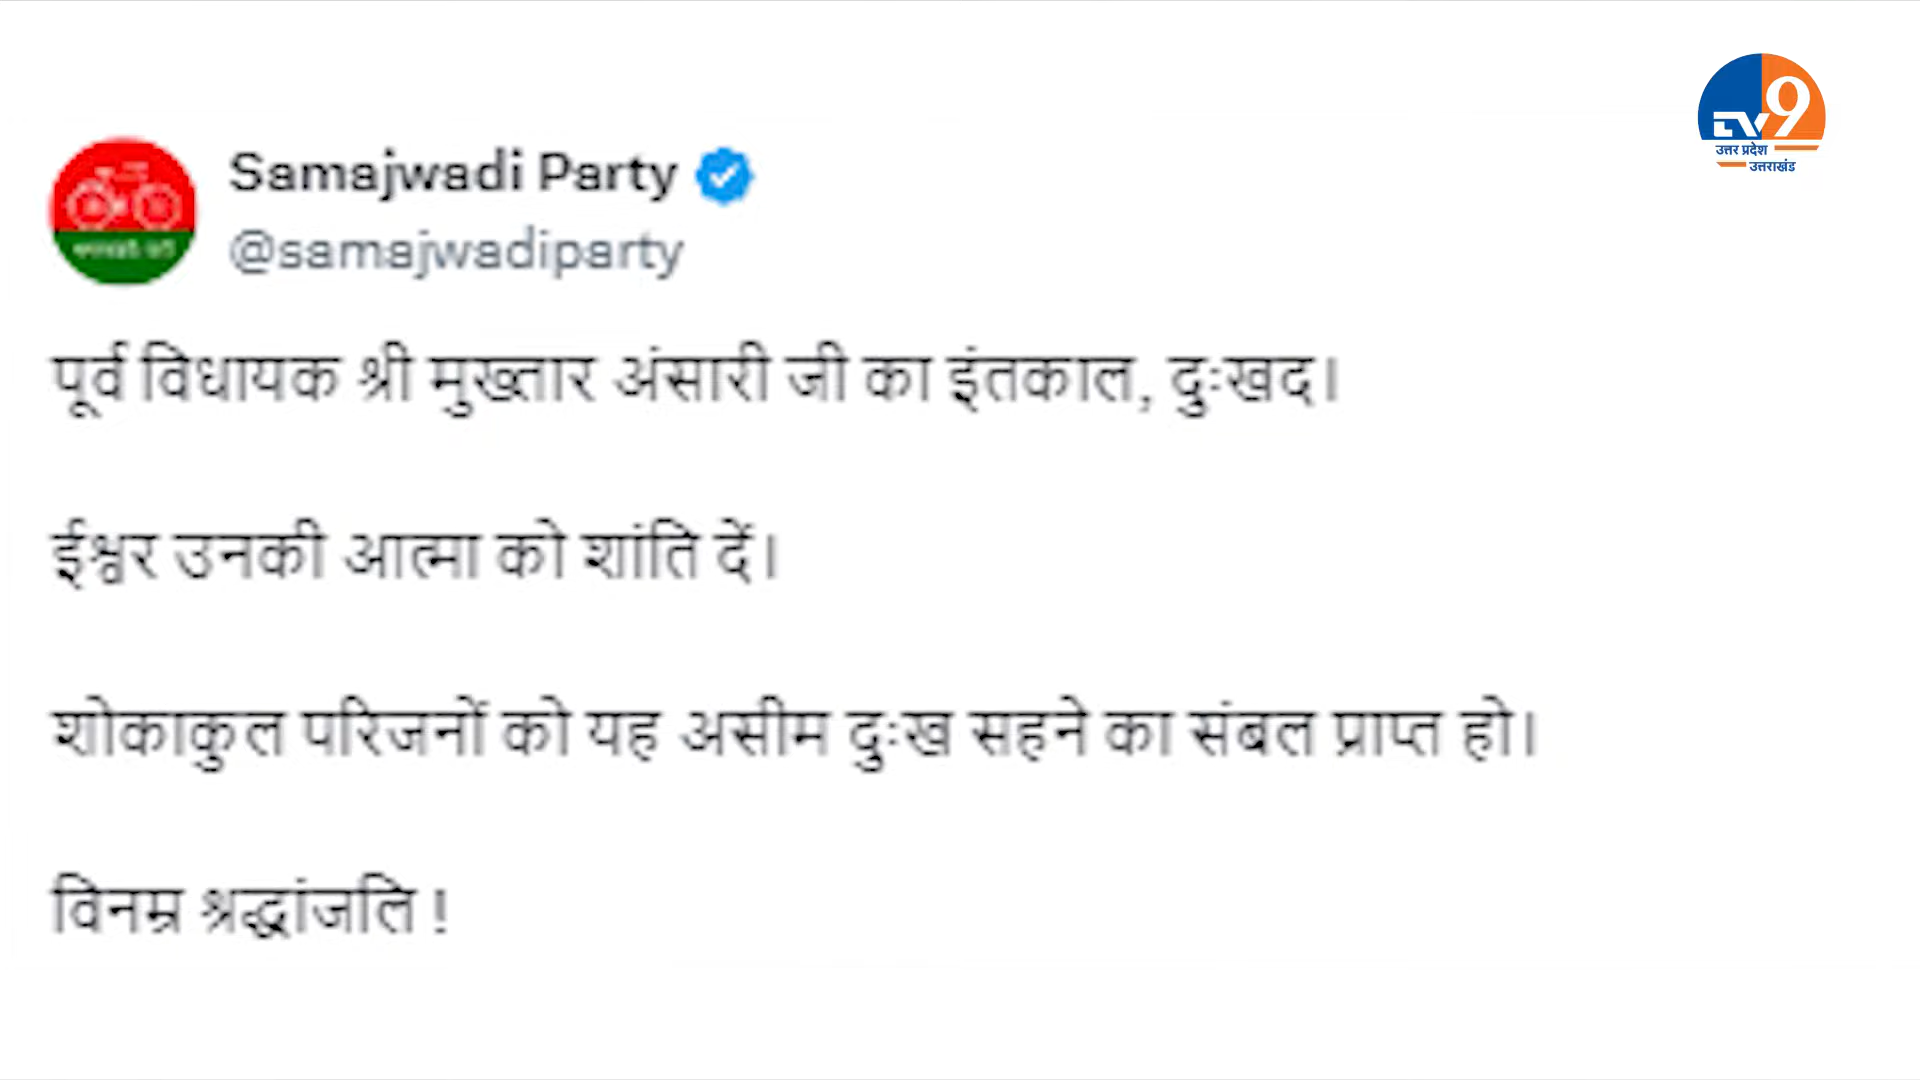 TV9
उत्तर प्रदेश
उत्तराखंड
Samajwadi Party
@samajwadiparty
पूर्व विधायक श्री मुख्तार अंसारी जी का इंतकाल, दुःखद।
ईश्वर उनकी आत्मा को शांति दें।
शोकाकुल परिजनों को यह असीम दुःख सहने का संबल प्राप्त हो।
विनम्र श्रद्धांजलि !